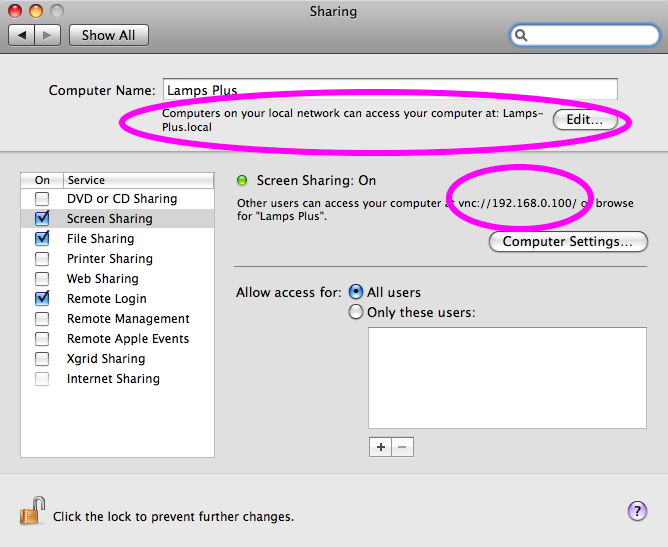 Sharing
Show All
Computer Name: Lamps Plus
Computers on your local network can access your computer at: Lamps-
Plus.local
Edit...
On Service
DVD or CD Sharing
Screen Sharing
File Sharing
Printer Sharing
Web Sharing
Remote Login
Remote Management
Remote Apple Events
Xgrid Sharing
Internet Sharing
Screen Sharing: On
Other users can access your computer at vnc://192.168.0.100/ or browse
for "Lamps Plus".
Computer Settings...
Allow access for: All users
Only these users:
+ −
Click the lock to prevent further changes.
?